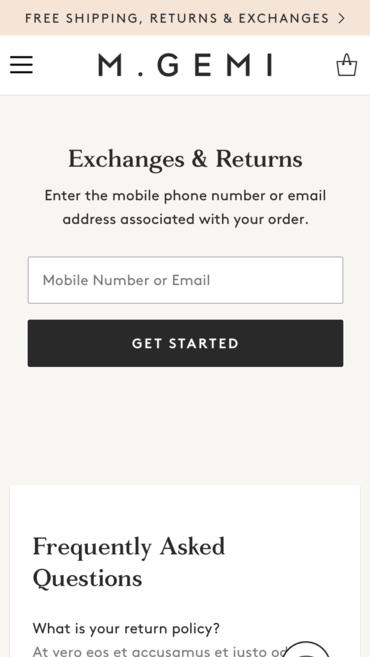 FREE SHIPPING, RETURNS & EXCHANGES
M.GEMI
Exchanges & Returns
Enter the mobile phone number or email
address associated with your order.
Mobile Number or Email
GET STARTED
Frequently Asked
Questions
What is your return policy?
At vero eos et accusamus et iusto